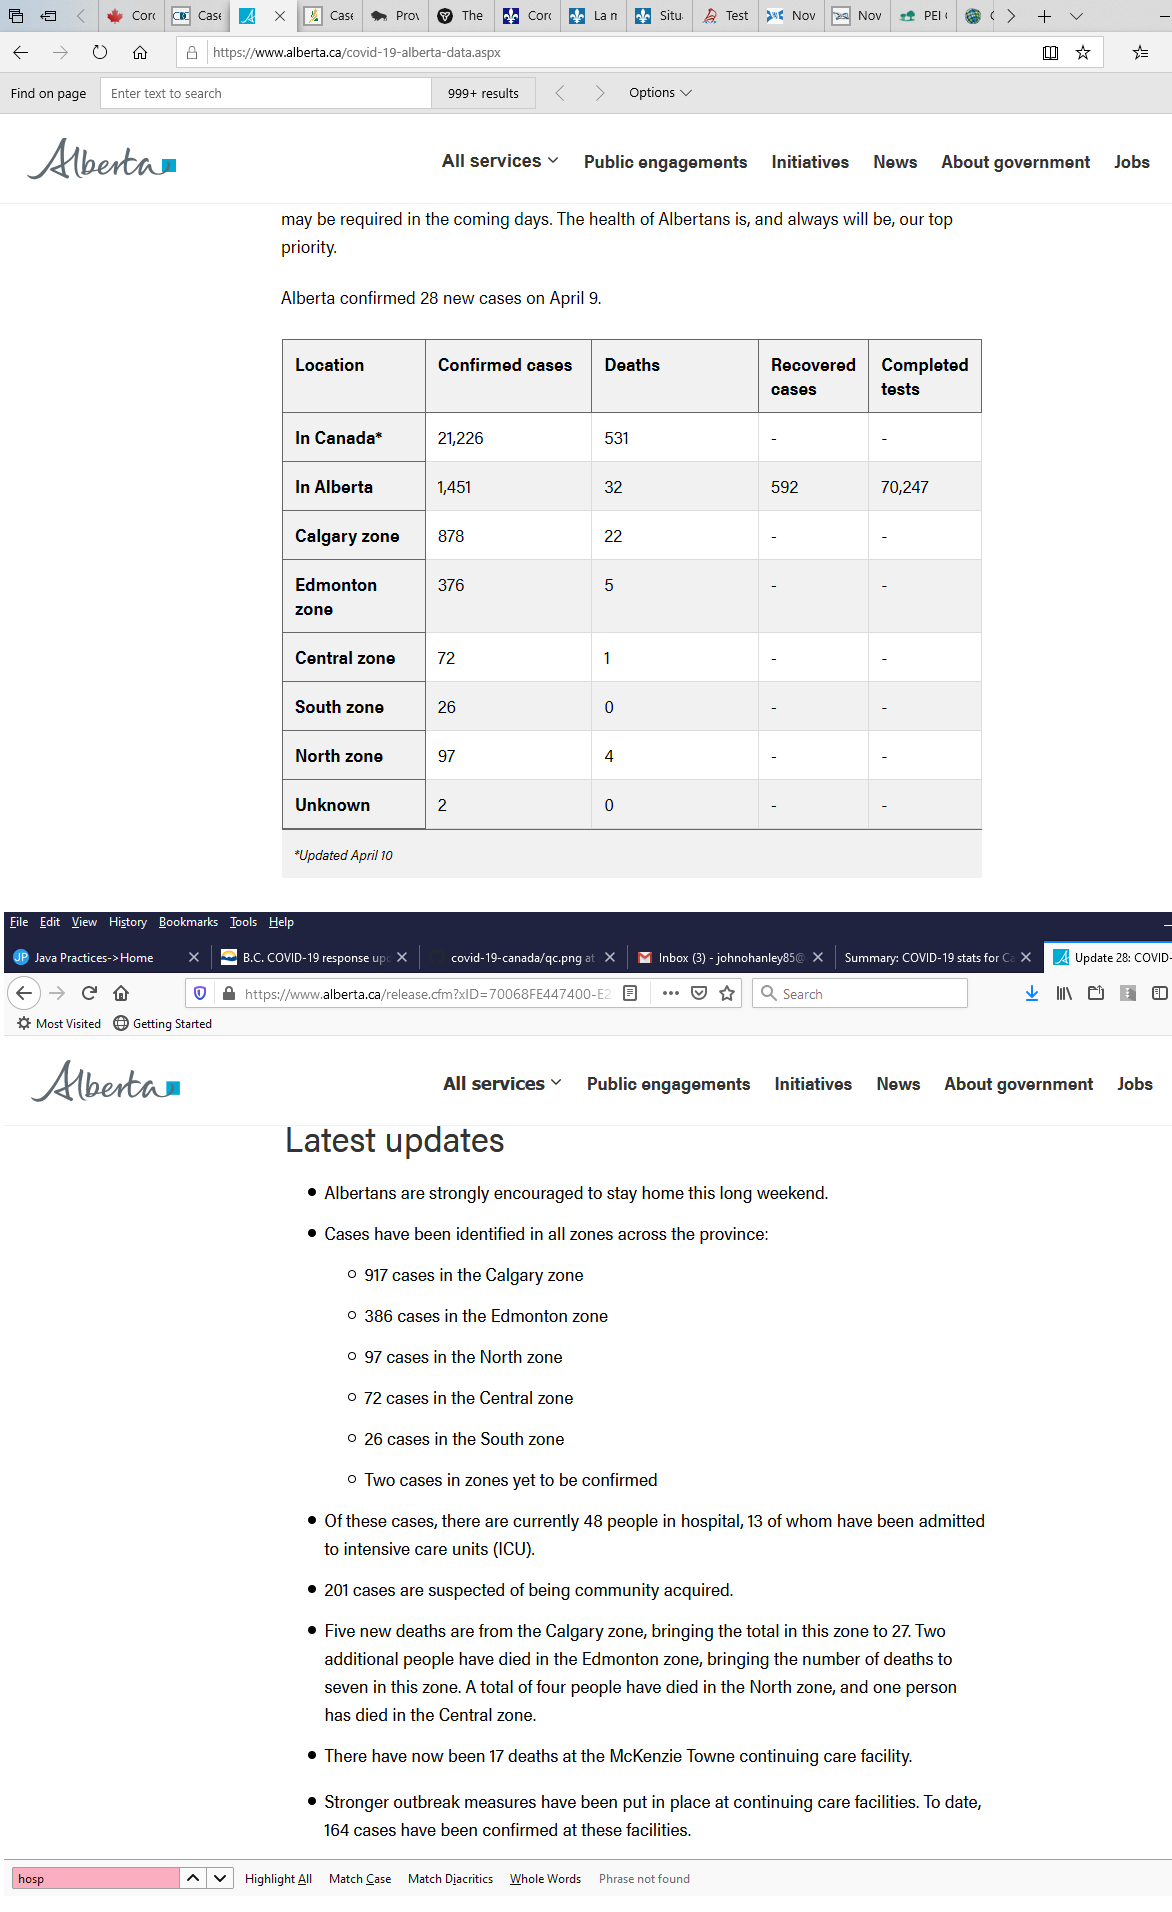 Corc Case Case Prov The Corc La m Situ Test Nov Nov PEI
https://www.alberta.ca/covid-19-alberta-data.aspx
Find on page Enter text to search 999+ results Options
Alberta All services Public engagements Initiatives News About government Jobs
may be required in the coming days. The health of Albertans is, and always will be, our top
priority.
Alberta confirmed 28 new cases on April 9.
Location Confirmed cases Deaths Recovered cases Completed tests
In Canada* 21,226 531 - -
In Alberta 1,451 32 592 70,247
Calgary zone 878 22 - -
Edmonton zone 376 5 - -
Central zone 72 1 - -
South zone 26 0 - -
North zone 97 4 - -
Unknown 2 0 - -
*Updated April 10
File Edit View History Bookmarks Tools Help
JP Java Practices->Home B.C. COVID-19 response upd covid-19-canada/qc.png at Inbox (3) - johnohanley85@ Summary: COVID-19 stats for Ca Update 28: COVID-
https://www.alberta.ca/release.cfm?xID=70068FE447400-E2 Search
Most Visited Getting Started
Alberta All services Public engagements Initiatives News About government Jobs
Latest updates
• Albertans are strongly encouraged to stay home this long weekend.
• Cases have been identified in all zones across the province:
○ 917 cases in the Calgary zone
○ 386 cases in the Edmonton zone
○ 97 cases in the North zone
○ 72 cases in the Central zone
○ 26 cases in the South zone
○ Two cases in zones yet to be confirmed
• Of these cases, there are currently 48 people in hospital, 13 of whom have been admitted
to intensive care units (ICU).
• 201 cases are suspected of being community acquired.
• Five new deaths are from the Calgary zone, bringing the total in this zone to 27. Two
additional people have died in the Edmonton zone, bringing the number of deaths to
seven in this zone. A total of four people have died in the North zone, and one person
has died in the Central zone.
• There have now been 17 deaths at the McKenzie Towne continuing care facility.
• Stronger outbreak measures have been put in place at continuing care facilities. To date,
164 cases have been confirmed at these facilities.
hosp Highlight All Match Case Match Diacritics Whole Words Phrase not found